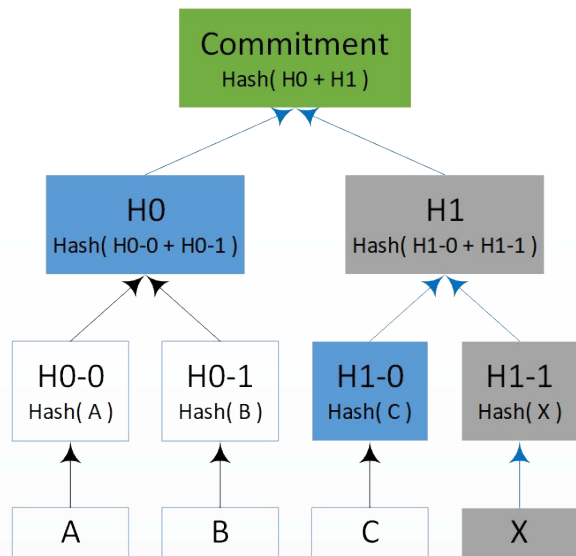 Commitment
Hash( H0 + H1 )
H0
Hash( H0-0 + H0-1 )
H1
Hash( H1-0 + H1-1 )
H0-0
Hash( A )
H0-1
Hash( B )
H1-0
Hash( C )
H1-1
Hash( X )
A
B
C
X